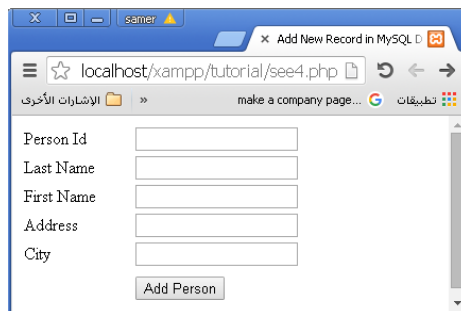 samer
Add New Record in MySQL D
localhost/xampp/tutorial/see4.php
تطبيقات
make a company page...
»
الإشارات الأخرى
Person Id
Last Name
First Name
Address
City
Add Person